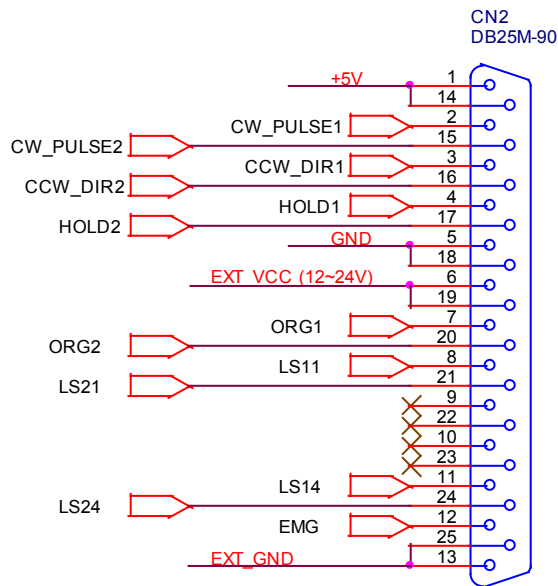 CN2
DB25M-90
+5V 1
14
CW_PULSE1 2
CW_PULSE2 15
CCW_DIR1 3
CCW_DIR2 16
HOLD1 4
HOLD2 17
GND 5
18
EXT_VCC (12~24V) 6
19
ORG1 7
ORG2 20
LS11 8
LS21 21
9
22
10
23
LS14 11
LS24 24
EMG 12
25
EXT_GND 13